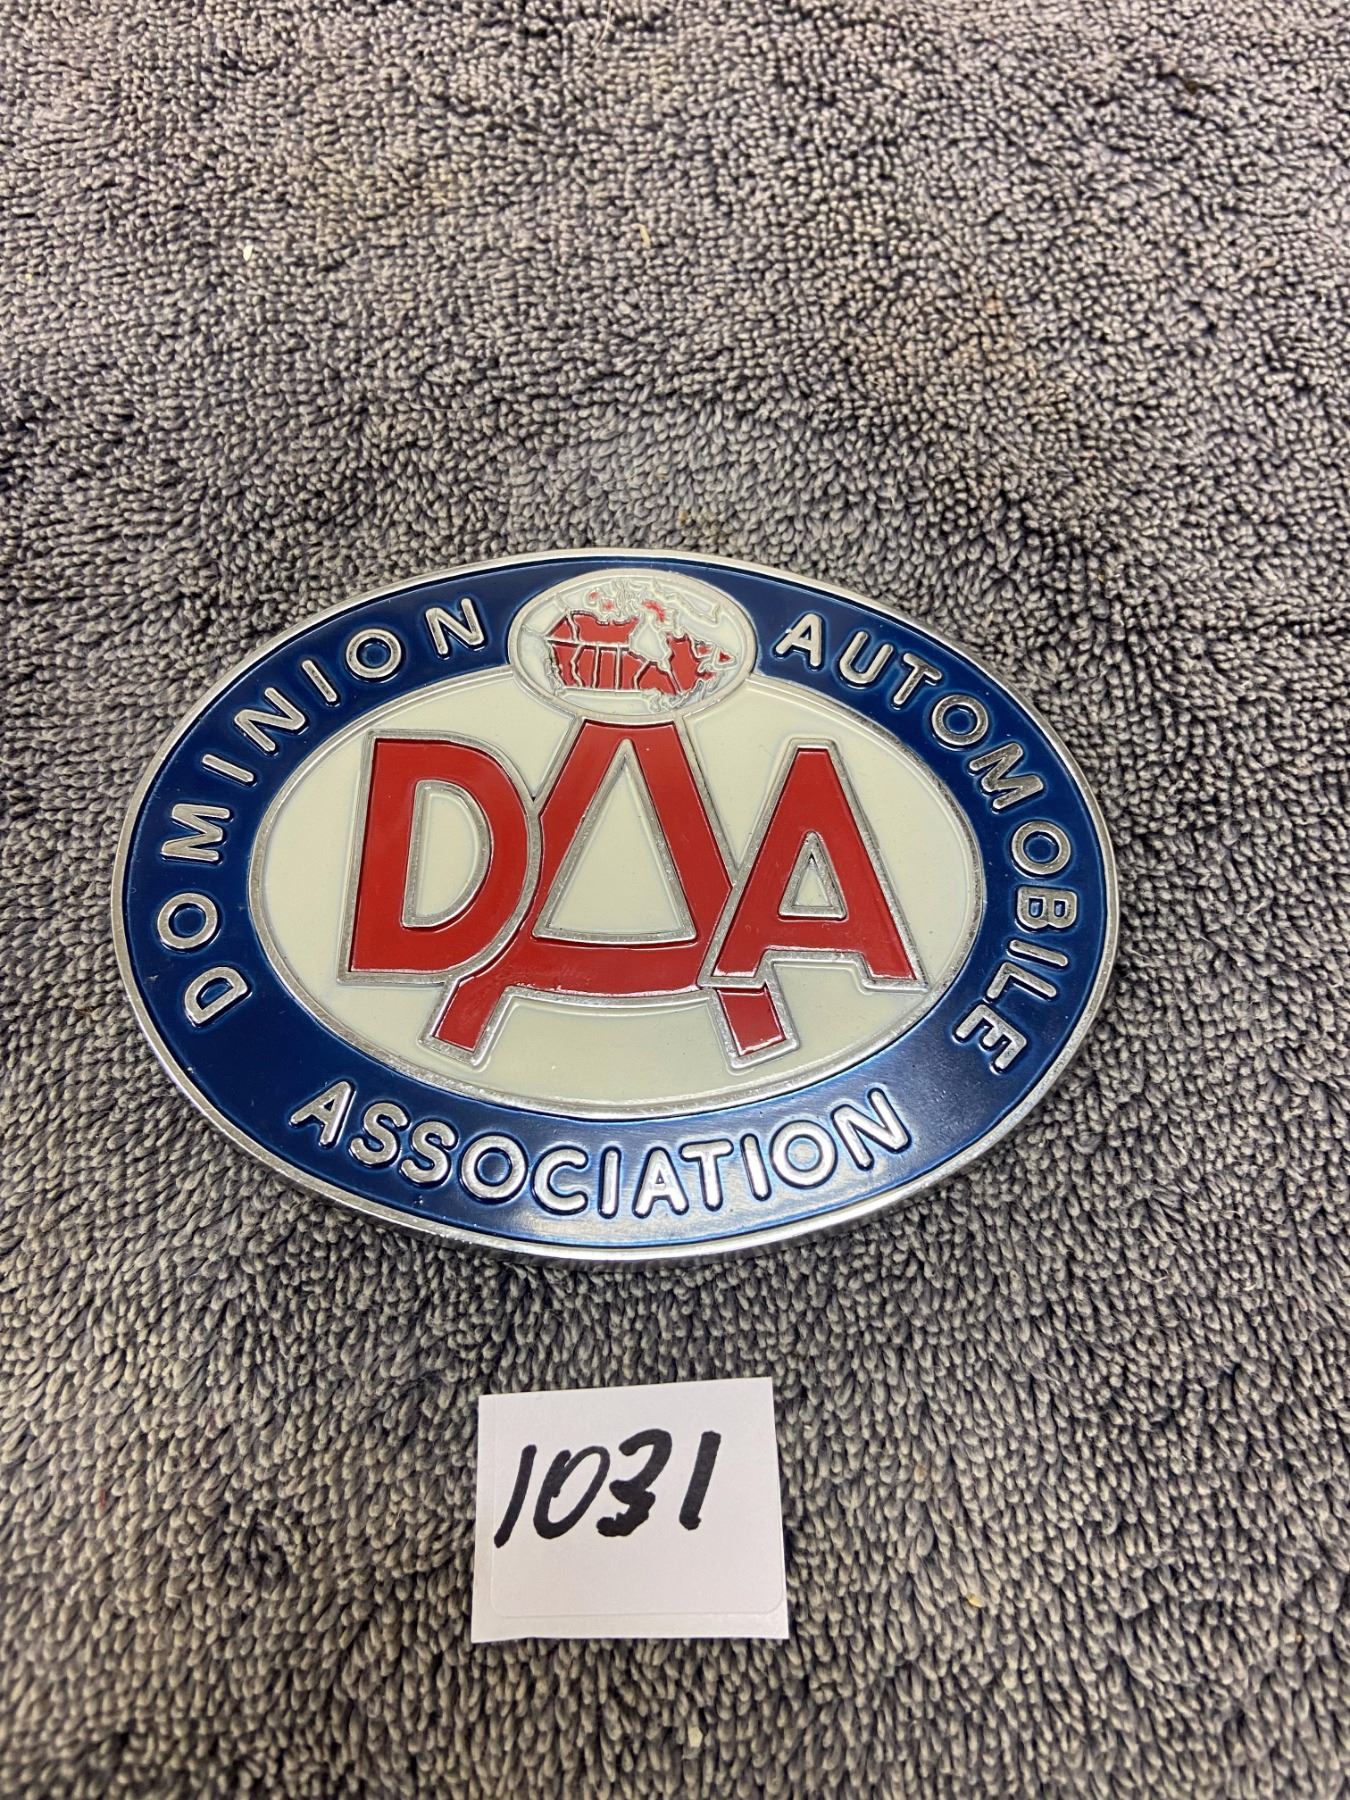 DOMINION AUTOMOBILE
DAA
ASSOCIATION
1031